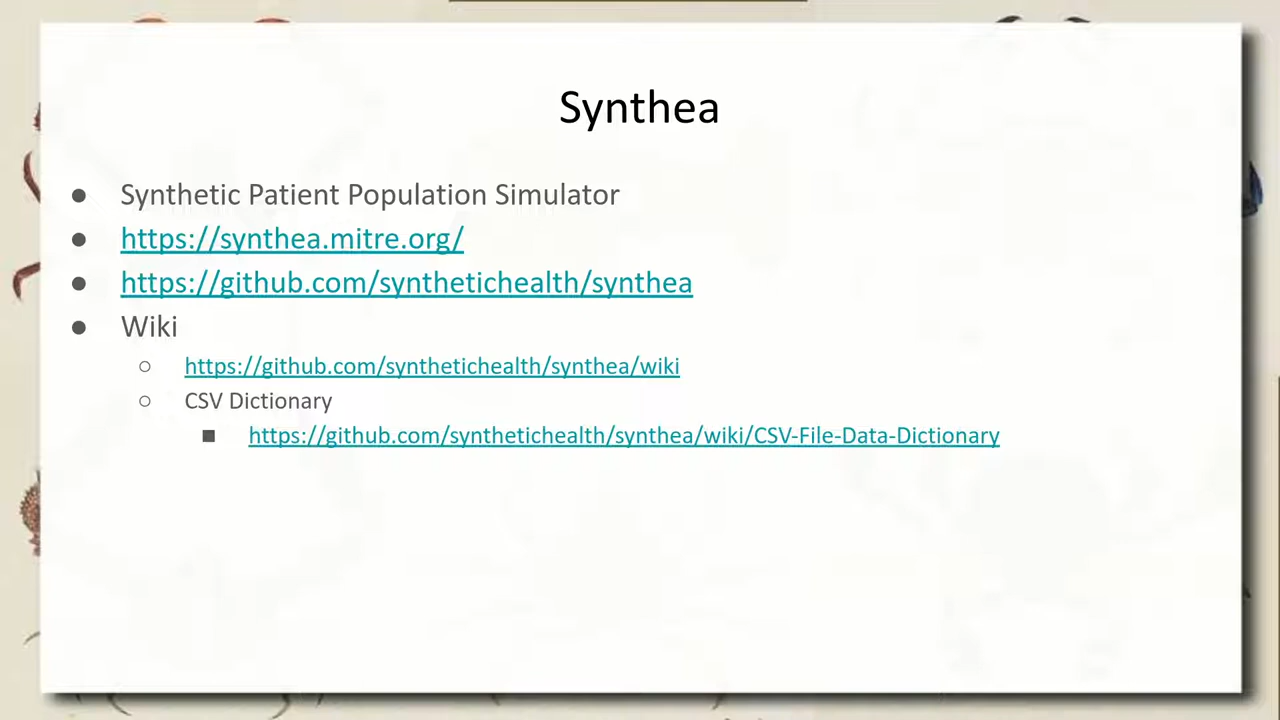 Synthea
● Synthetic Patient Population Simulator
● https://synthea.mitre.org/
● https://github.com/synthetichealth/synthea
● Wiki
○ https://github.com/synthetichealth/synthea/wiki
○ CSV Dictionary
■ https://github.com/synthetichealth/synthea/wiki/CSV-File-Data-Dictionary